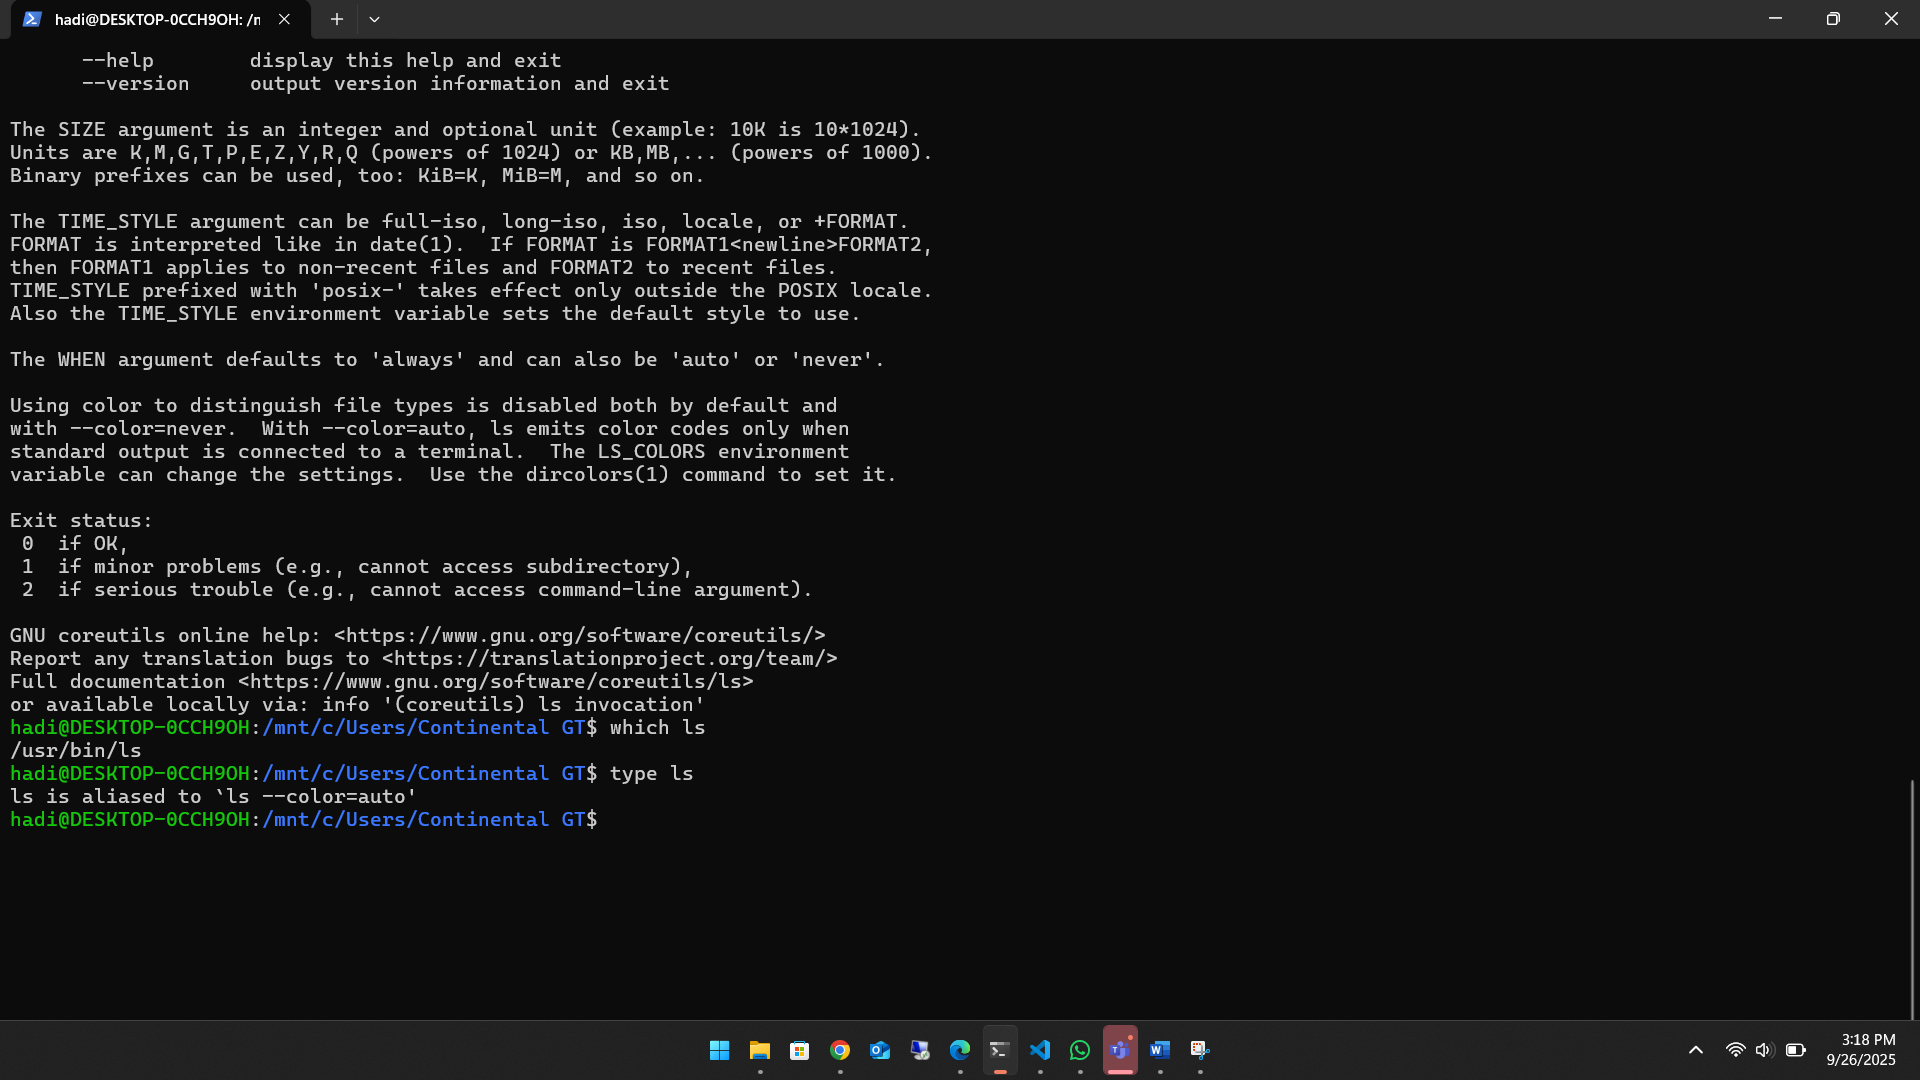 hadi@DESKTOP-0CCH9OH: /r
--help        display this help and exit
--version     output version information and exit
The SIZE argument is an integer and optional unit (example: 10K is 10*1024).
Units are K,M,G,T,P,E,Z,Y,R,Q (powers of 1024) or KB,MB,... (powers of 1000).
Binary prefixes can be used, too: KiB=K, MiB=M, and so on.
The TIME_STYLE argument can be full-iso, long-iso, iso, locale, or +FORMAT.
FORMAT is interpreted like in date(1).  If FORMAT is FORMAT1<newline>FORMAT2,
then FORMAT1 applies to non-recent files and FORMAT2 to recent files.
TIME_STYLE prefixed with 'posix-' takes effect only outside the POSIX locale.
Also the TIME_STYLE environment variable sets the default style to use.
The WHEN argument defaults to 'always' and can also be 'auto' or 'never'.
Using color to distinguish file types is disabled both by default and
with --color=never.  With --color=auto, ls emits color codes only when
standard output is connected to a terminal.  The LS_COLORS environment
variable can change the settings.  Use the dircolors(1) command to set it.
Exit status:
0  if OK,
1  if minor problems (e.g., cannot access subdirectory),
2  if serious trouble (e.g., cannot access command-line argument).
GNU coreutils online help: <https://www.gnu.org/software/coreutils/>
Report any translation bugs to <https://translationproject.org/team/>
Full documentation <https://www.gnu.org/software/coreutils/ls>
or available locally via: info '(coreutils) ls invocation'
hadi@DESKTOP-0CCH9OH:/mnt/c/Users/Continental GT$ which ls
/usr/bin/ls
hadi@DESKTOP-0CCH9OH:/mnt/c/Users/Continental GT$ type ls
ls is aliased to `ls --color=auto'
hadi@DESKTOP-0CCH9OH:/mnt/c/Users/Continental GT$
3:18 PM
9/26/2025